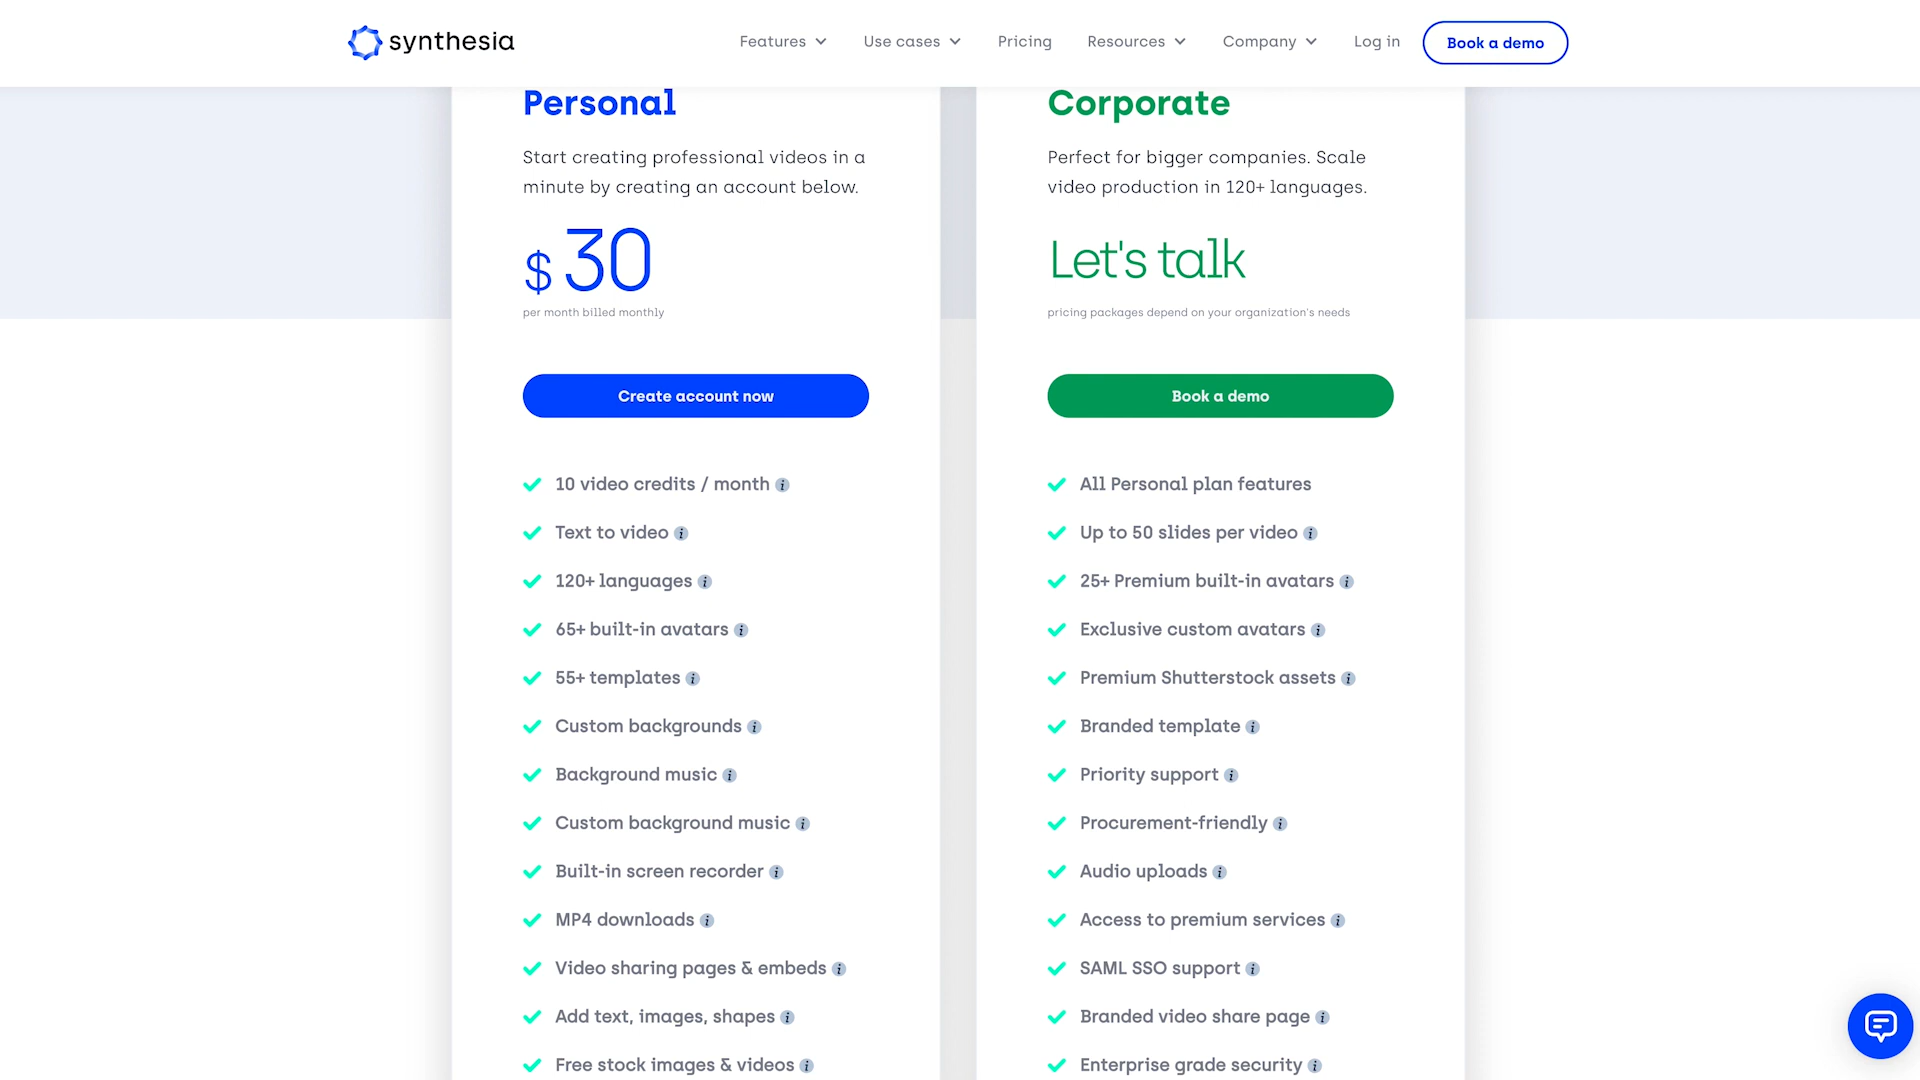 synthesia
Features
Use cases
Pricing
Resources
Company
Log in
Book a demo
Personal
Start creating professional videos in a
minute by creating an account below.
$ 30
per month billed monthly
Create account now
10 video credits / month
Text to video
120+ languages
65+ built-in avatars
55+ templates
Custom backgrounds
Background music
Custom background music
Built-in screen recorder
MP4 downloads
Video sharing pages & embeds
Add text, images, shapes
Free stock images & videos
Corporate
Perfect for bigger companies. Scale
video production in 120+ languages.
Let's talk
pricing packages depend on your organization's needs
Book a demo
All Personal plan features
Up to 50 slides per video
25+ Premium built-in avatars
Exclusive custom avatars
Premium Shutterstock assets
Branded template
Priority support
Procurement-friendly
Audio uploads
Access to premium services
SAML SSO support
Branded video share page
Enterprise grade security